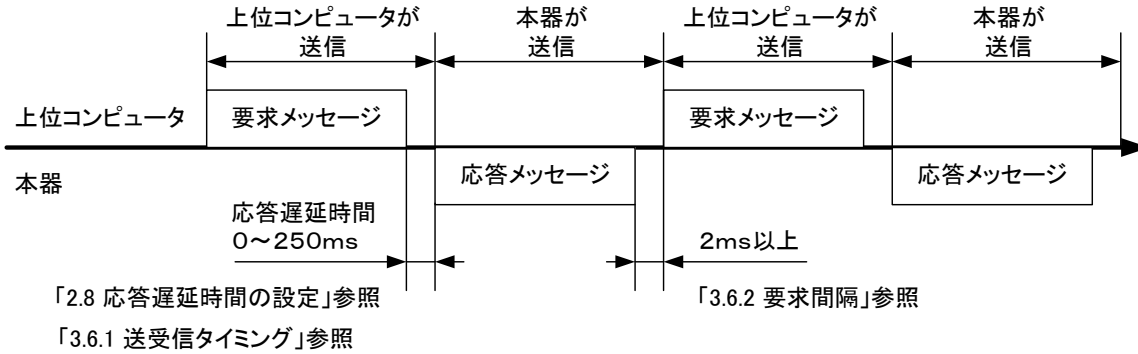 上位コンピュータが
送信
本器が
送信
上位コンピュータが
送信
本器が
送信
上位コンピュータ
要求メッセージ
要求メッセージ
本器
応答メッセージ
応答メッセージ
応答遅延時間
0～250ms
2ms以上
「2.8 応答遅延時間の設定」参照
「3.6.2 要求間隔」参照
「3.6.1 送受信タイミング」参照